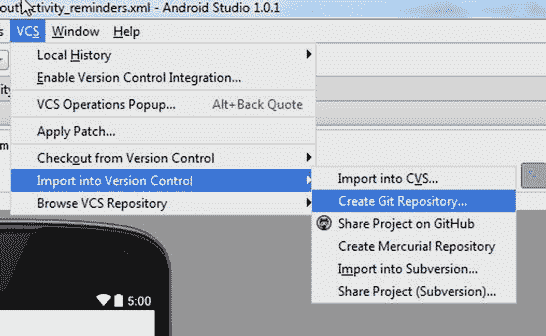 out\activity_reminders.xml - Android Studio 1.0.1
VCS Window Help
Local History
Enable Version Control Integration...
VCS Operations Popup... Alt+Back Quote
Apply Patch...
Checkout from Version Control
Import into Version Control
Browse VCS Repository
Import into CVS...
Create Git Repository...
Share Project on GitHub
Create Mercurial Repository
Import into Subversion...
Share Project (Subversion)...
5:00